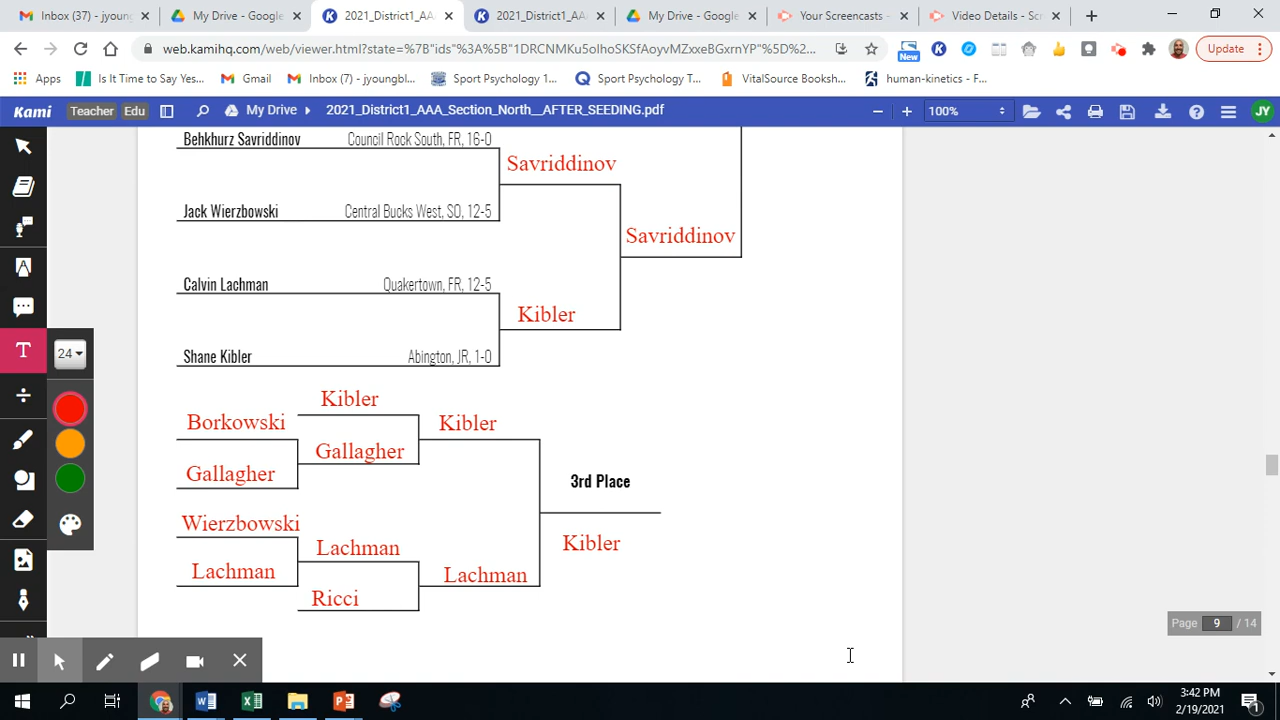 Inbox (37) - jyoung
My Drive - Google
2021_District1_AAA
2021_District1_AAA
My Drive - Google
Your Screencasts -
Video Details - Scr
web.kamihq.com/web/viewer.html?state=%7B"ids"%3A%5B"1DRCNMKu5olhoSKSfAoyvMZxxeBGxrnYP"%5D%2...
New
Update
Apps
Is It Time to Say Yes...
Gmail
Inbox (7) - jyoungbl...
Sport Psychology 1...
Sport Psychology T...
VitalSource Booksh...
human-kinetics - F...
Kami
Teacher
Edu
My Drive
2021_District1_AAA_Section_North__AFTER_SEEDING.pdf
100%
JY
Behkhurz Savriddinov Council Rock South, FR, 16-0
Savriddinov
Jack Wierzbowski Central Bucks West, SO, 12-5
Savriddinov
Calvin Lachman Quakertown, FR, 12-5
Kibler
24
Shane Kibler Abington, JR, 1-0
Kibler
Borkowski
Kibler
Gallagher
Gallagher
3rd Place
Wierzbowski
Kibler
Lachman
Lachman
Lachman
Ricci
Page 9 / 14
3:42 PM
2/19/2021
1